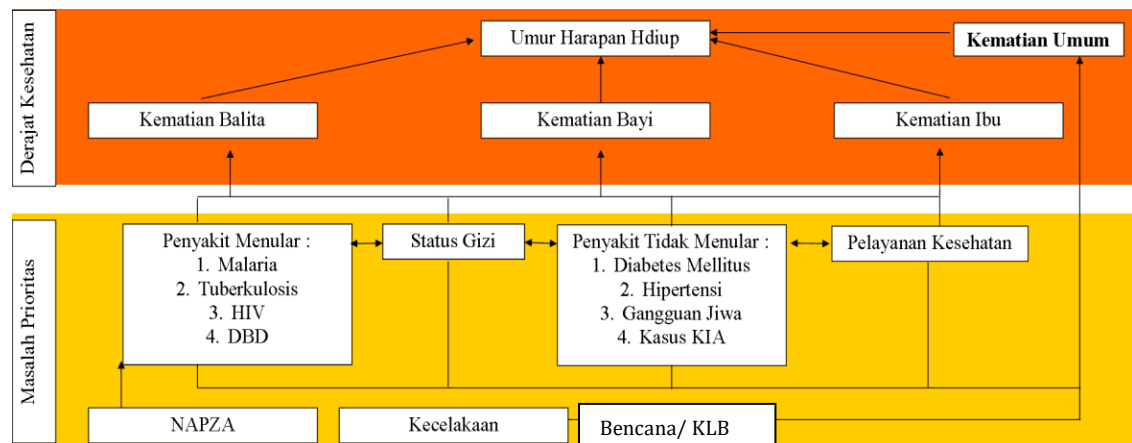 Derajat Kesehatan
Umur Harapan Hdiup
Kematian Umum
Kematian Balita
Kematian Bayi
Kematian Ibu
Masalah Prioritas
Penyakit Menular :
1. Malaria
2. Tuberkulosis
3. HIV
4. DBD
Status Gizi
Penyakit Tidak Menular :
1. Diabetes Mellitus
2. Hipertensi
3. Gangguan Jiwa
4. Kasus KIA
Pelayanan Kesehatan
NAPZA
Kecelakaan
Bencana/ KLB